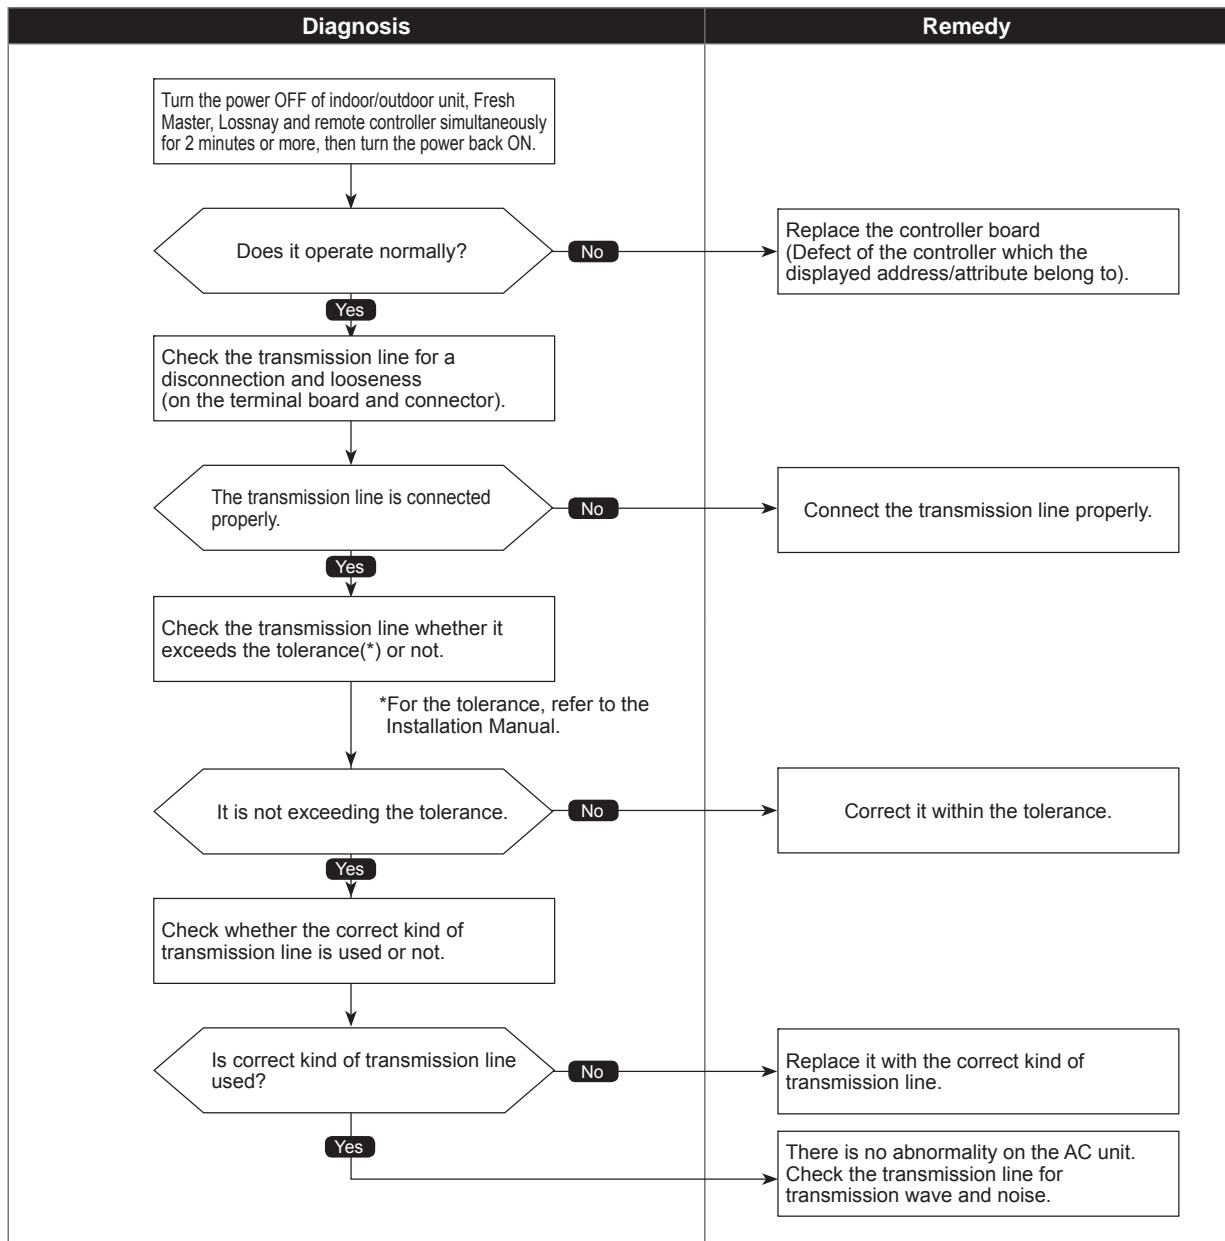 Diagnosis
Remedy
Turn the power OFF of indoor/outdoor unit, Fresh
Master, Lossnay and remote controller simultaneously
for 2 minutes or more, then turn the power back ON.
Does it operate normally?
No
Replace the controller board
(Defect of the controller which the
displayed address/attribute belong to).
Yes
Check the transmission line for a
disconnection and looseness
(on the terminal board and connector).
The transmission line is connected
properly.
No
Connect the transmission line properly.
Yes
Check the transmission line whether it
exceeds the tolerance(*) or not.
*For the tolerance, refer to the
Installation Manual.
It is not exceeding the tolerance.
No
Correct it within the tolerance.
Yes
Check whether the correct kind of
transmission line is used or not.
Is correct kind of transmission line
used?
No
Replace it with the correct kind of
transmission line.
Yes
There is no abnormality on the AC unit.
Check the transmission line for
transmission wave and noise.